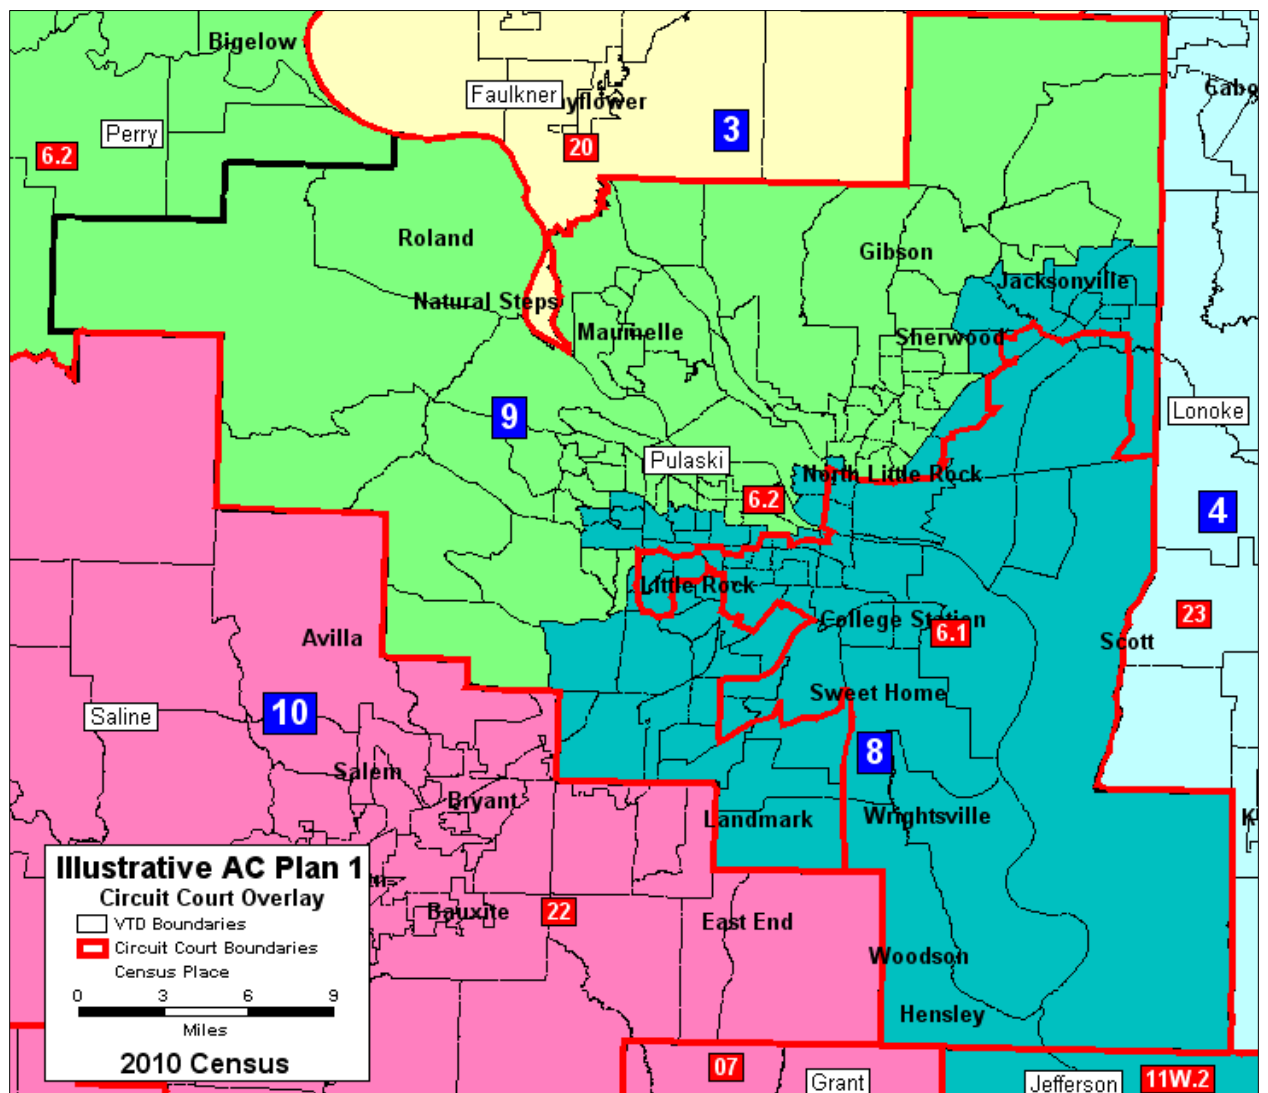 Bigelow
Faulkner
yflower
Cabo
Perry
3
6.2
20
Roland
Gibson
Jacksonville
Natural Steps
Maumelle
Sherwood
9
Lonoke
Pulaski
North Little Rock
6.2
4
Little Rock
College Station
6.1
23
Avilla
Scott
Sweet Home
Saline
10
8
Salem
Bryant
Landmark
Wrightsville
K
Bauxite
22
East End
Woodson
Hensley
07
Grant
Jefferson
11W.2
Illustrative AC Plan 1
Circuit Court Overlay
VTD Boundaries
Circuit Court Boundaries
Census Place
0 3 6 9
Miles
2010 Census